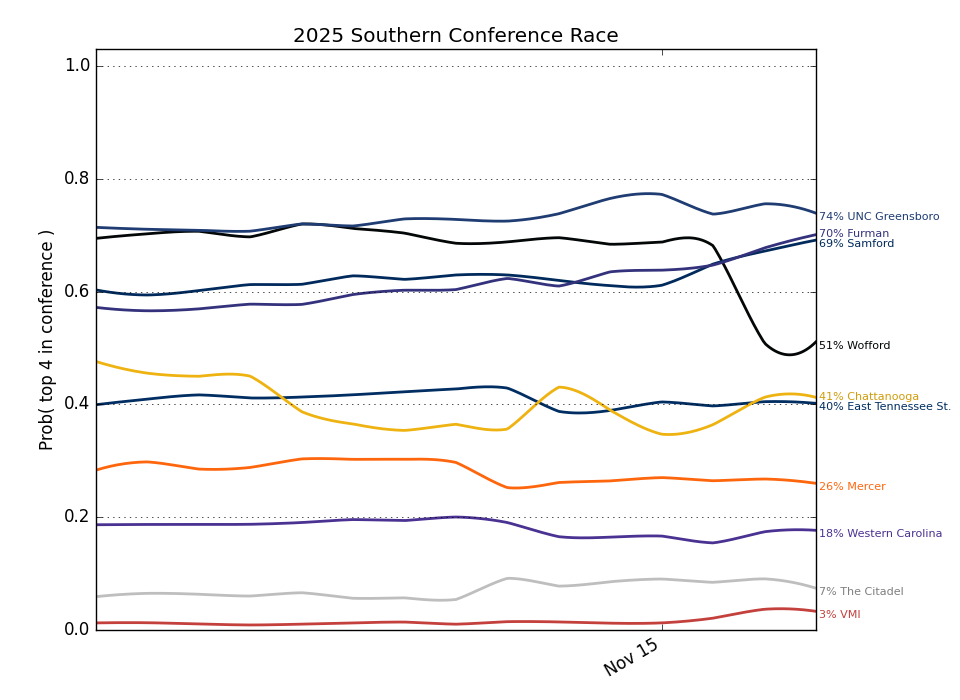 2025 Southern Conference Race
Prob( top 4 in conference )
1.0
0.8
0.6
0.4
0.2
0.0
Nov 15
74% UNC Greensboro
70% Furman
69% Samford
51% Wofford
41% Chattanooga
40% East Tennessee St.
26% Mercer
18% Western Carolina
7% The Citadel
3% VMI